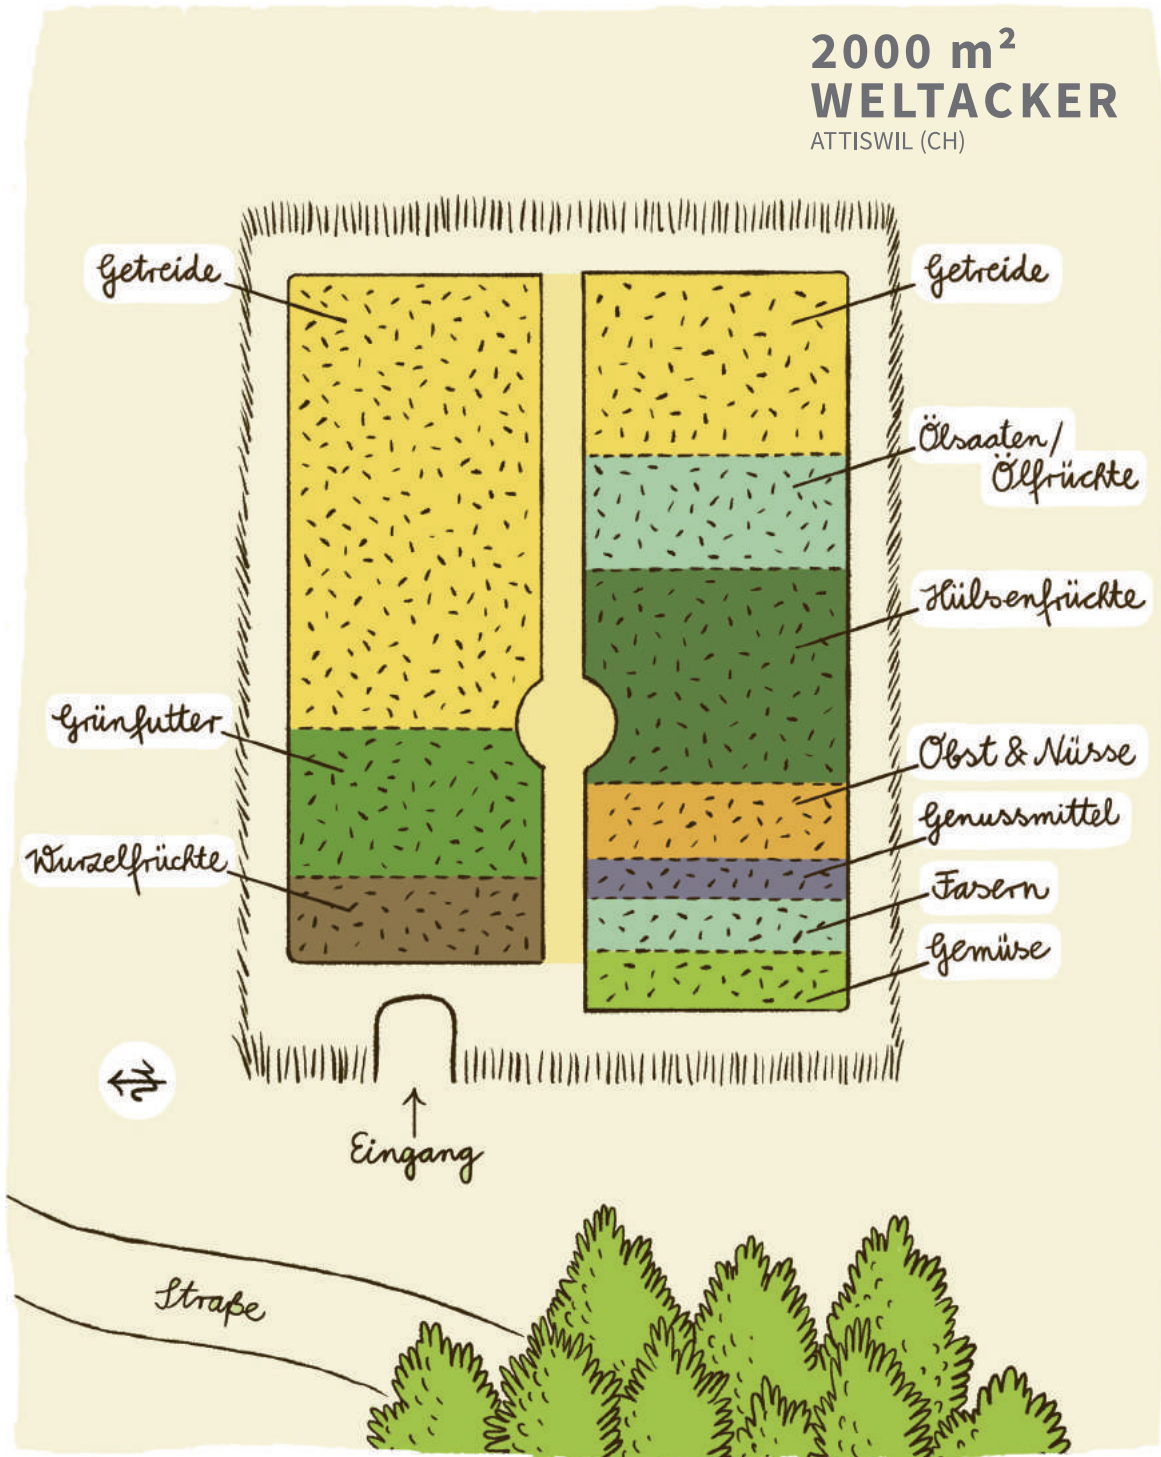 2000 m²
WELTACKER
ATTISWIL (CH)
Getreide
Getreide
Ölsaaten/
Ölfrüchte
Hülsenfrüchte
Grünfutter
Obst & Nüsse
Genussmittel
Wurzelfrüchte
Fasern
Gemüse
Eingang
Straße